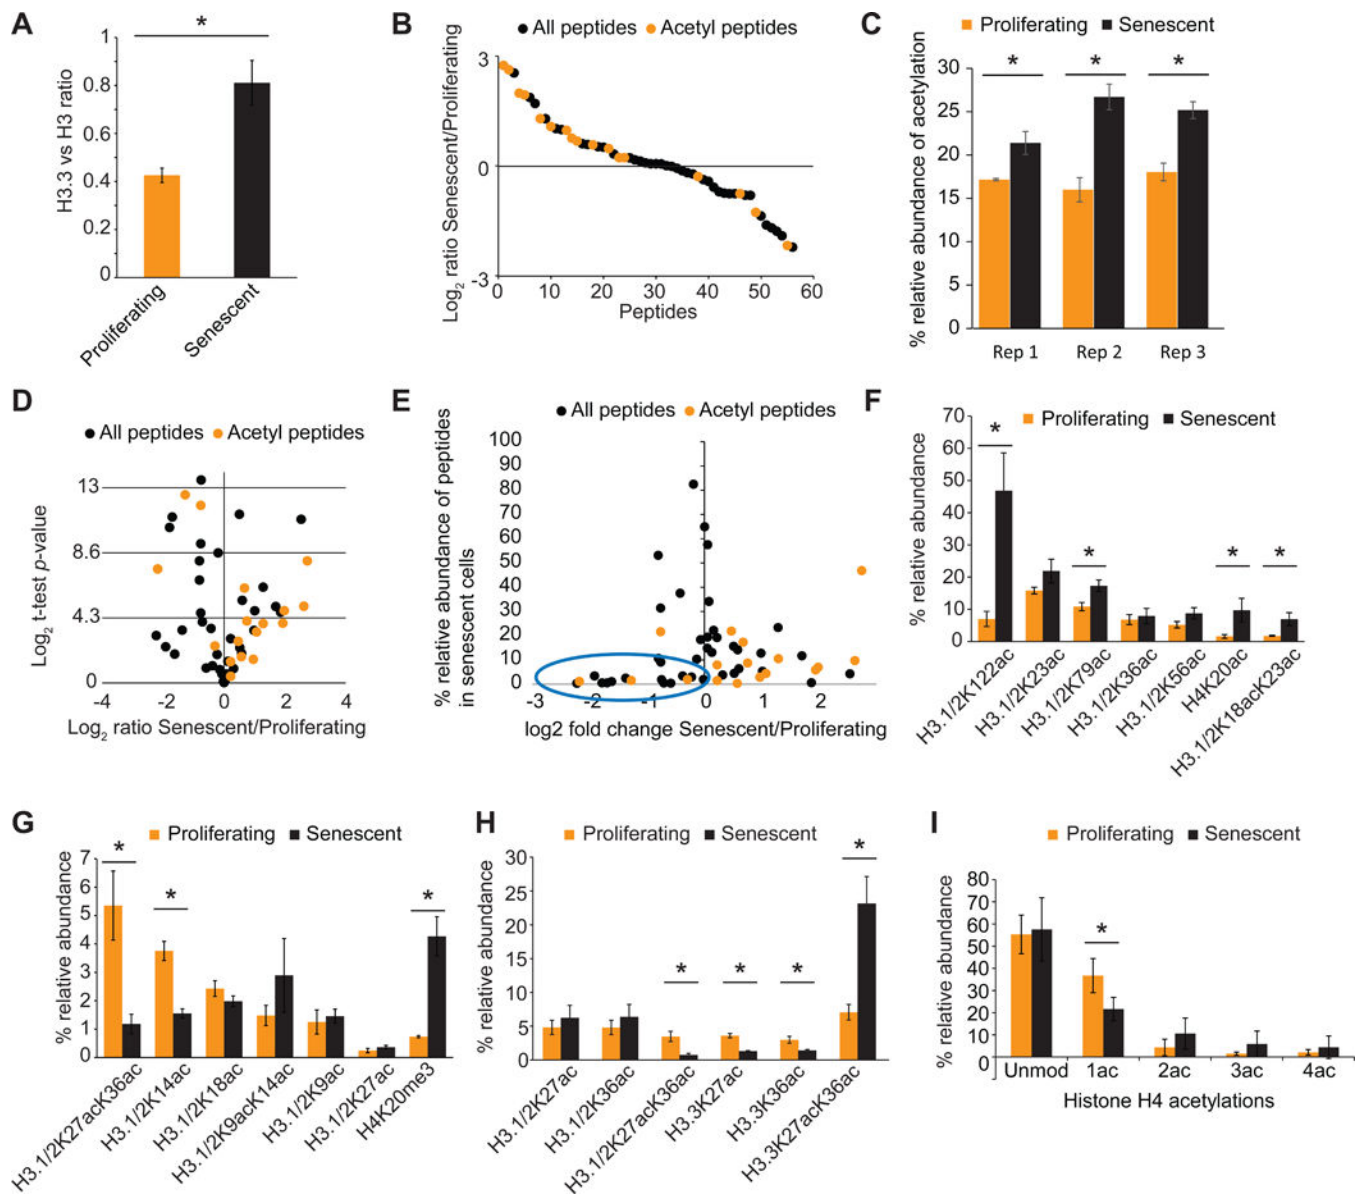 A
*
1
0.8
0.6
0.4
0.2
0
H3.3 vs H3 ratio
Proliferating
Senescent
B
All peptides Acetyl peptides
Log2 ratio Senescent/Proliferating
3
0
-3
0 10 20 30 40 50 60
Peptides
C
Proliferating Senescent
% relative abundance of acetylation
30
25
20
15
10
5
0
* * *
Rep 1 Rep 2 Rep 3
D
All peptides Acetyl peptides
Log2 t-test p-value
13
8.6
4.3
0
-4 -2 0 2 4
Log2 ratio Senescent/Proliferating
E
All peptides Acetyl peptides
% relative abundance of peptides
in senescent cells
100
90
80
70
60
50
40
30
20
10
0
-3 -2 -1 0 1 2 3
log2 fold change Senescent/Proliferating
F
Proliferating Senescent
% relative abundance
70
60
50
40
30
20
10
0
* * * *
H3.1/2K122ac
H3.1/2K23ac
H3.1/2K79ac
H3.1/2K36ac
H3.1/2K56ac
H4K20ac
H3.1/2K18acK23ac
G
Proliferating Senescent
% relative abundance
7
6
5
4
3
2
1
0
* * *
H3.1/2K27acK36ac
H3.1/2K14ac
H3.1/2K18ac
H3.1/2K9acK14ac
H3.1/2K9ac
H3.1/2K27ac
H4K20me3
H
Proliferating Senescent
% relative abundance
30
25
20
15
10
5
0
* * * *
H3.1/2K27ac
H3.1/2K36ac
H3.1/2K27acK36ac
H3.3K27ac
H3.3K36ac
H3.3K27acK36ac
I
Proliferating Senescent
% relative abundance
80
70
60
50
40
30
20
10
0
*
Unmod 1ac 2ac 3ac 4ac
Histone H4 acetylations